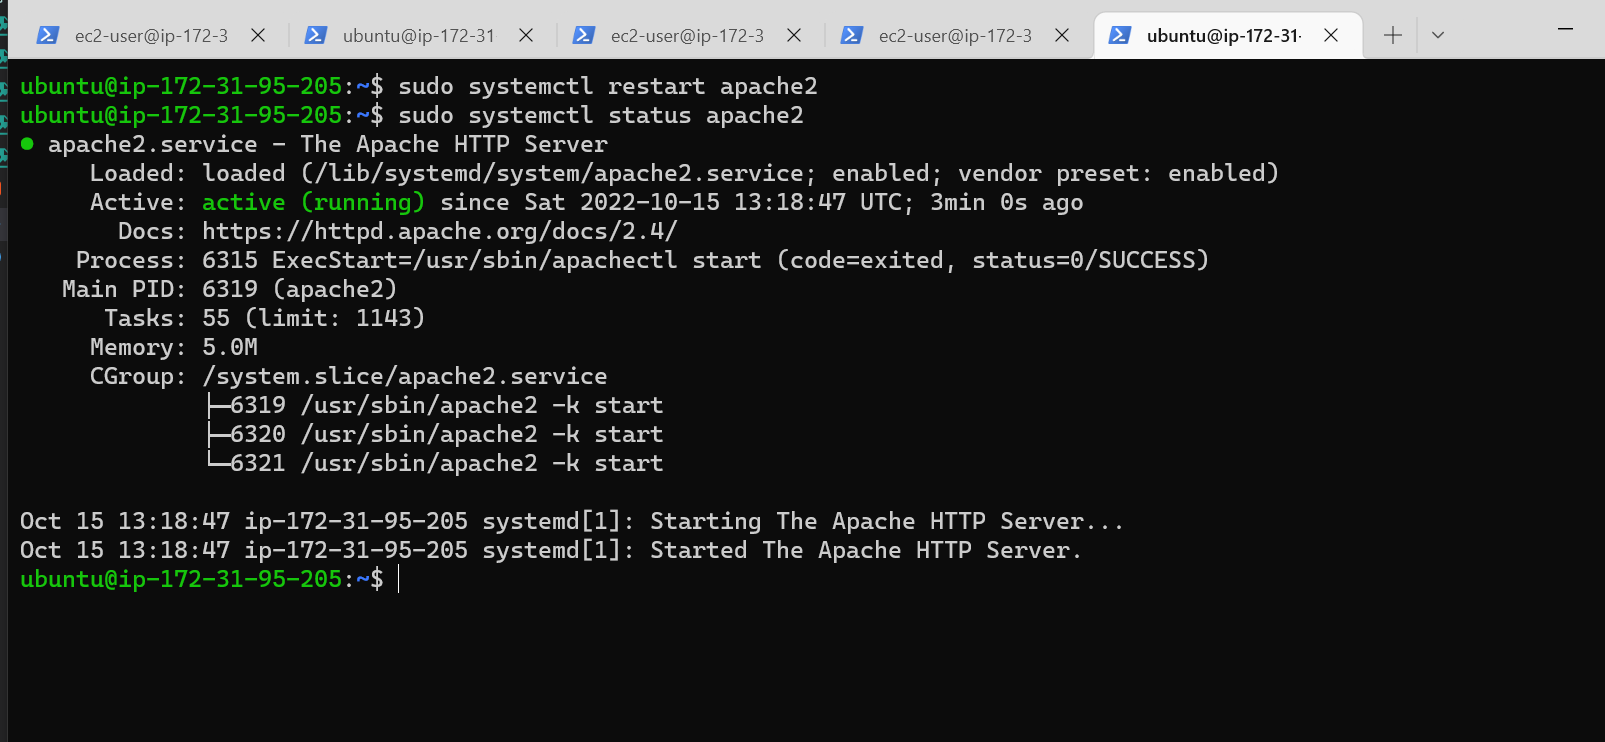 ec2-user@ip-172-3
ubuntu@ip-172-31
ec2-user@ip-172-3
ec2-user@ip-172-3
ubuntu@ip-172-31-
ubuntu@ip-172-31-95-205:~$ sudo systemctl restart apache2
ubuntu@ip-172-31-95-205:~$ sudo systemctl status apache2
● apache2.service - The Apache HTTP Server
Loaded: loaded (/lib/systemd/system/apache2.service; enabled; vendor preset: enabled)
Active: active (running) since Sat 2022-10-15 13:18:47 UTC; 3min 0s ago
Docs: https://httpd.apache.org/docs/2.4/
Process: 6315 ExecStart=/usr/sbin/apachectl start (code=exited, status=0/SUCCESS)
Main PID: 6319 (apache2)
Tasks: 55 (limit: 1143)
Memory: 5.0M
CGroup: /system.slice/apache2.service
├─6319 /usr/sbin/apache2 -k start
├─6320 /usr/sbin/apache2 -k start
└─6321 /usr/sbin/apache2 -k start
Oct 15 13:18:47 ip-172-31-95-205 systemd[1]: Starting The Apache HTTP Server...
Oct 15 13:18:47 ip-172-31-95-205 systemd[1]: Started The Apache HTTP Server.
ubuntu@ip-172-31-95-205:~$